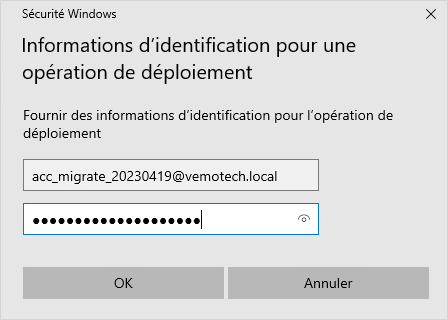 Sécurité Windows
Informations d’identification pour une
opération de déploiement
Fournir des informations d’identification pour l’opération de
déploiement
acc_migrate_20230419@vemotech.local
●●●●●●●●●●●●●●●●●●●●
OK
Annuler